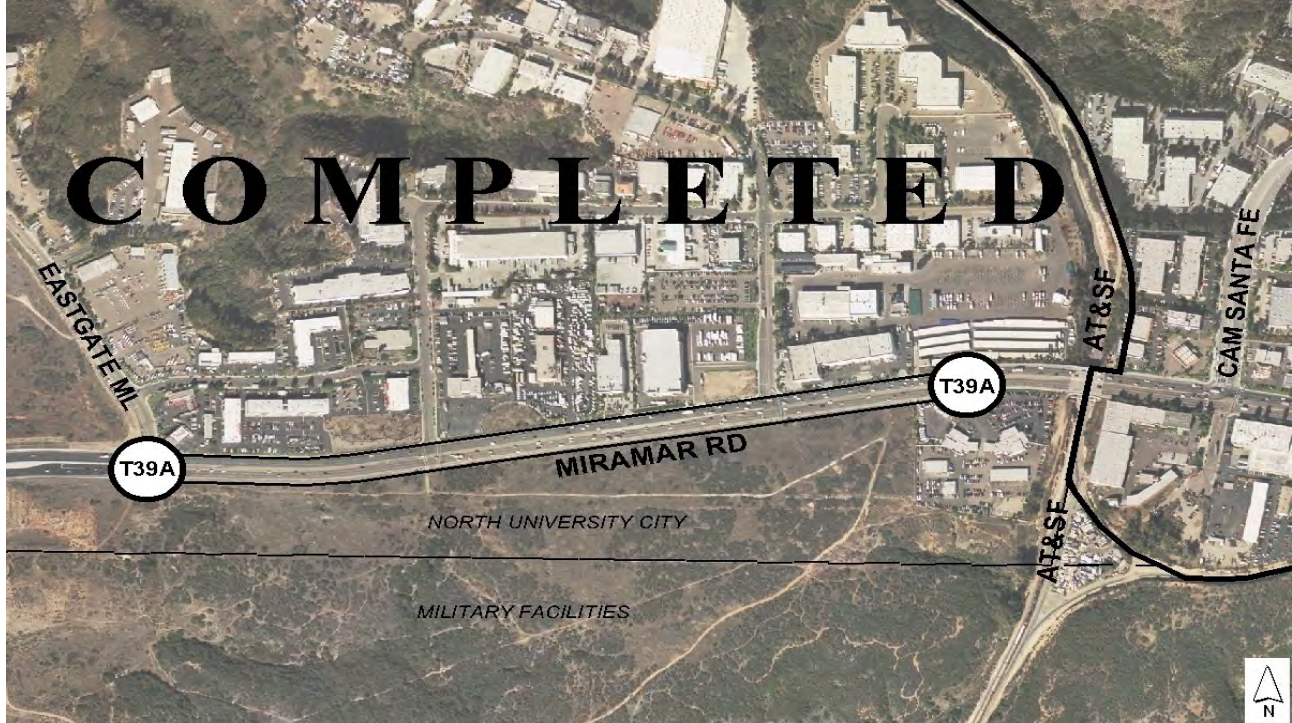 COMPLETED
EASTGATE ML
AT&SF
CAM SANTA FE
T39A
T39A
MIRAMAR RD
NORTH UNIVERSITY CITY
AT&SF
MILITARY FACILITIES
N